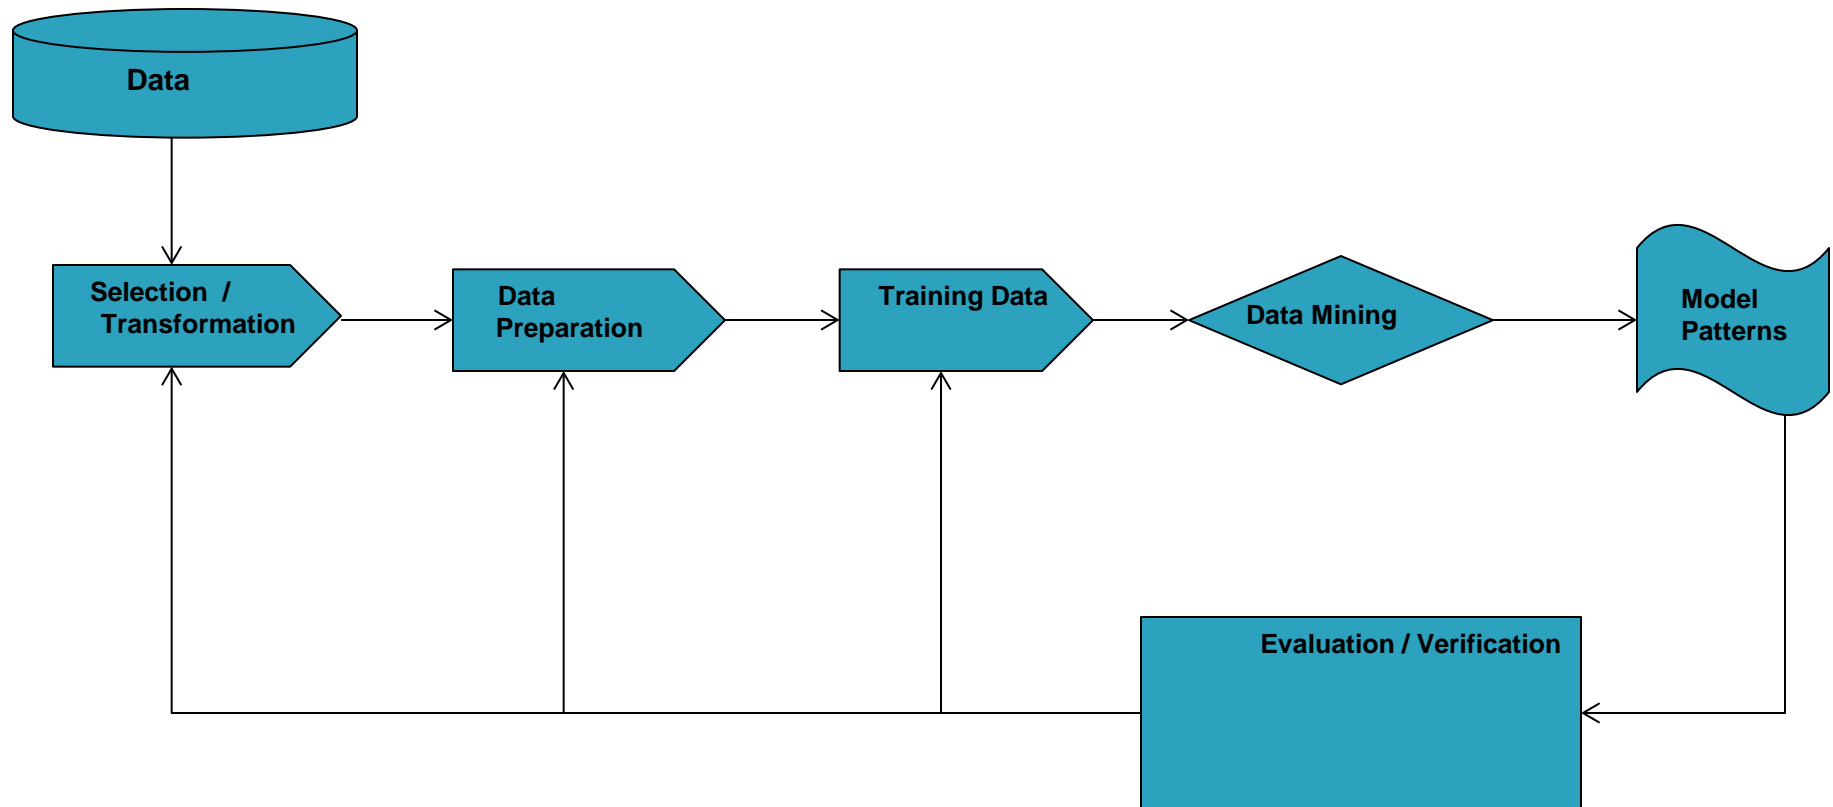 Data
Selection /
Transformation
Data
Preparation
Training Data
Data Mining
Model
Patterns
Evaluation / Verification